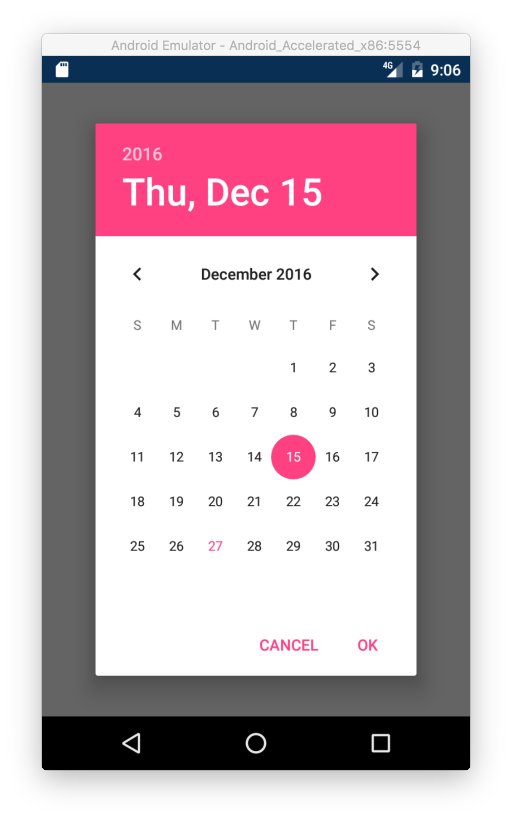 Android Emulator - Android_Accelerated_x86:5554
4G 9:06
2016
Thu, Dec 15
December 2016
S M T W T F S
1 2 3
4 5 6 7 8 9 10
11 12 13 14 15 16 17
18 19 20 21 22 23 24
25 26 27 28 29 30 31
CANCEL OK